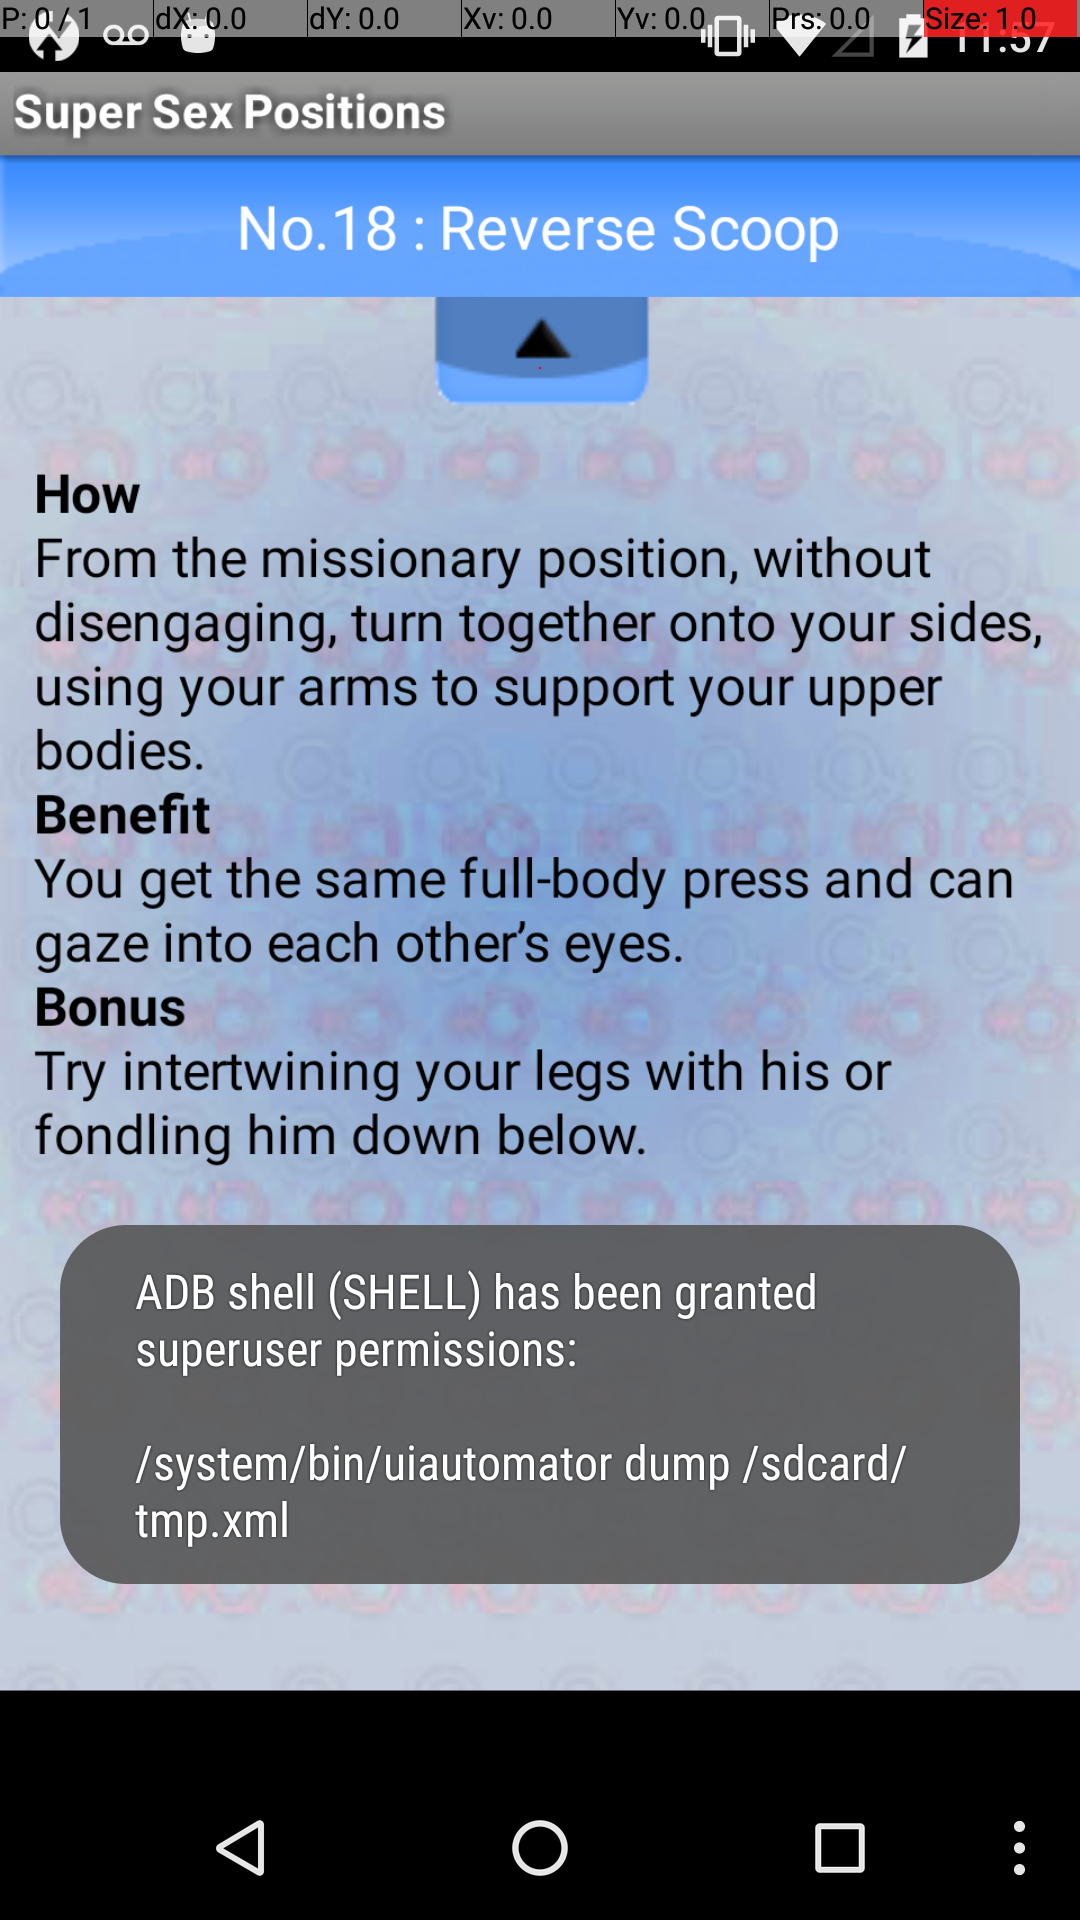 P: 0 / 1 dX: 0.0 dY: 0.0 Xv: 0.0 Yv: 0.0 Prs: 0.0 Size: 1.0
11:57
Super Sex Positions
No.18 : Reverse Scoop
How
From the missionary position, without
disengaging, turn together onto your sides,
using your arms to support your upper
bodies.
Benefit
You get the same full-body press and can
gaze into each other’s eyes.
Bonus
Try intertwining your legs with his or
fondling him down below.
ADB shell (SHELL) has been granted
superuser permissions:
/system/bin/uiautomator dump /sdcard/
tmp.xml